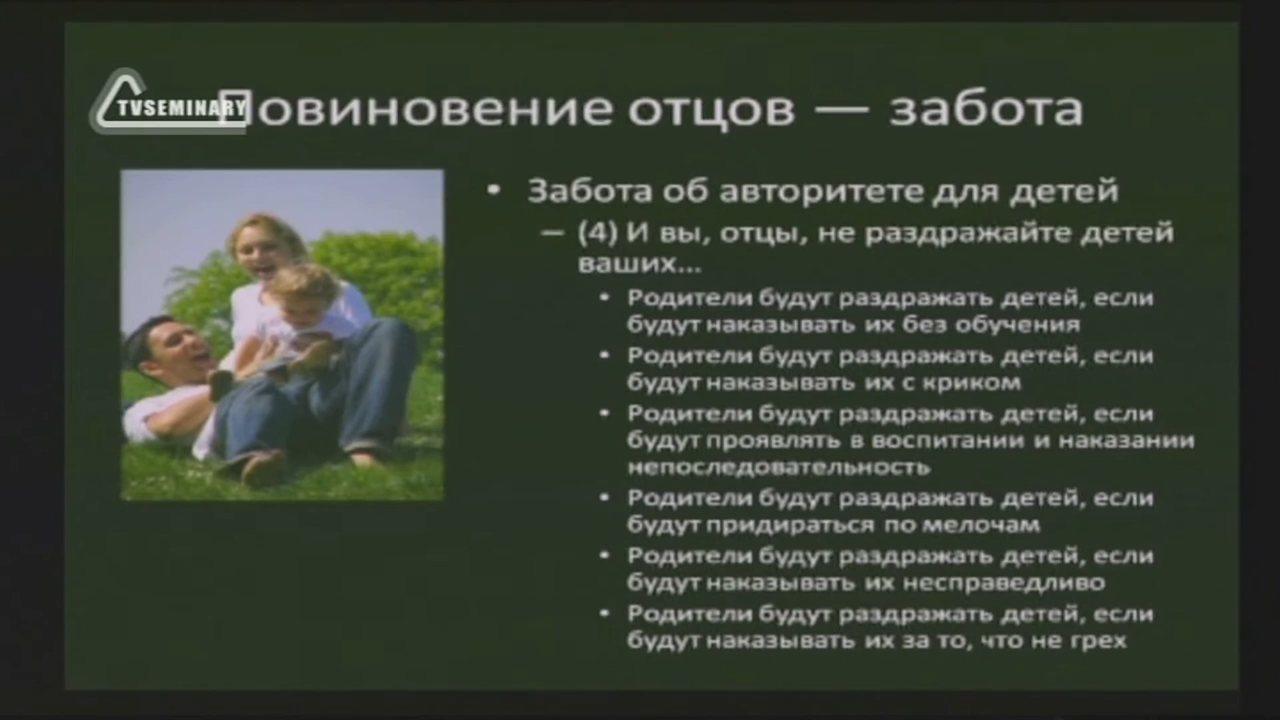 TVSEMINARY
Повиновение отцов — забота
• Забота об авторитете для детей
– (4) И вы, отцы, не раздражайте детей
ваших...
• Родители будут раздражать детей, если
будут наказывать их без обучения
• Родители будут раздражать детей, если
будут наказывать их с криком
• Родители будут раздражать детей, если
будут проявлять в воспитании и наказании
непоследовательность
• Родители будут раздражать детей, если
будут придираться по мелочам
• Родители будут раздражать детей, если
будут наказывать их несправедливо
• Родители будут раздражать детей, если
будут наказывать их за то, что не грех